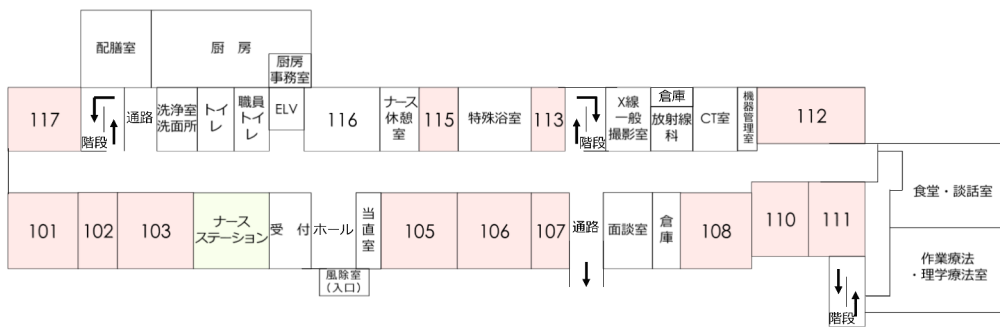 配膳室
厨 房
厨房
事務室
117
階段
通路
洗浄室
洗面所
トイ
レ
職員
トイ
レ
ELV
116
ナース
休憩
室
115
特殊浴室
113
階段
X線
一般
撮影室
倉庫
放射線
科
CT室
機
器
管
理
室
112
101
102
103
ナース
ステーション
受 付
ホール
当
直
室
105
106
107
通路
面談室
倉
庫
108
110
111
食堂・談話室
作業療法
・理学療法室
風除室
(入口)
階段